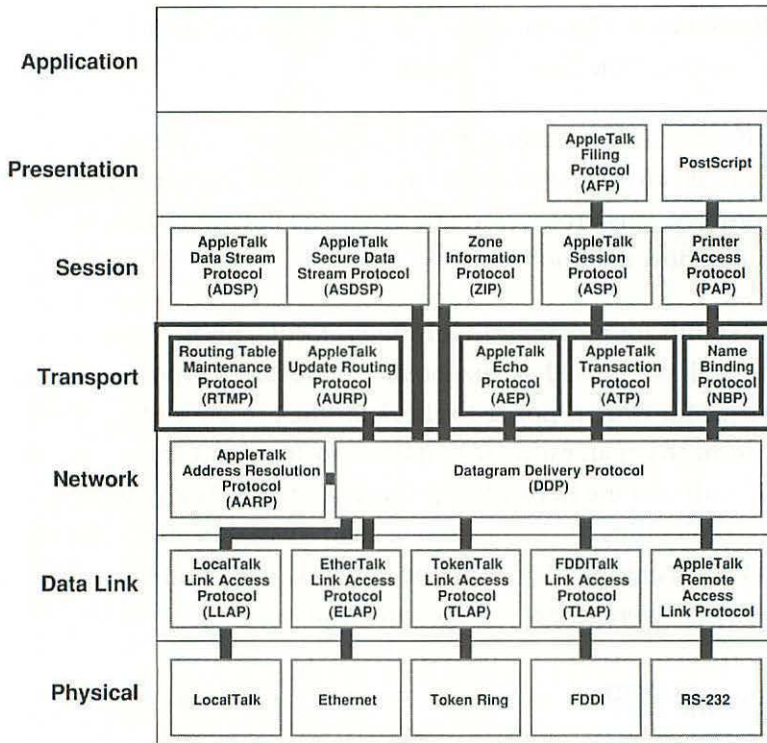 Application
Presentation
AppleTalk
Filing
Protocol
(AFP)
PostScript
Session
AppleTalk
Data Stream
Protocol
(ADSP)
AppleTalk
Secure Data
Stream Protocol
(ASDSP)
Zone
Information
Protocol
(ZIP)
AppleTalk
Session
Protocol
(ASP)
Printer
Access
Protocol
(PAP)
Transport
Routing Table
Maintenance
Protocol
(RTMP)
AppleTalk
Update Routing
Protocol
(AURP)
AppleTalk
Echo
Protocol
(AEP)
AppleTalk
Transaction
Protocol
(ATP)
Name
Binding
Protocol
(NBP)
Network
AppleTalk
Address Resolution
Protocol
(AARP)
Datagram Delivery Protocol
(DDP)
Data Link
LocalTalk
Link Access
Protocol
(LLAP)
EtherTalk
Link Access
Protocol
(ELAP)
TokenTalk
Link Access
Protocol
(TLAP)
FDDITalk
Link Access
Protocol
(TLAP)
AppleTalk
Remote
Access
Link Protocol
Physical
LocalTalk
Ethernet
Token Ring
FDDI
RS-232